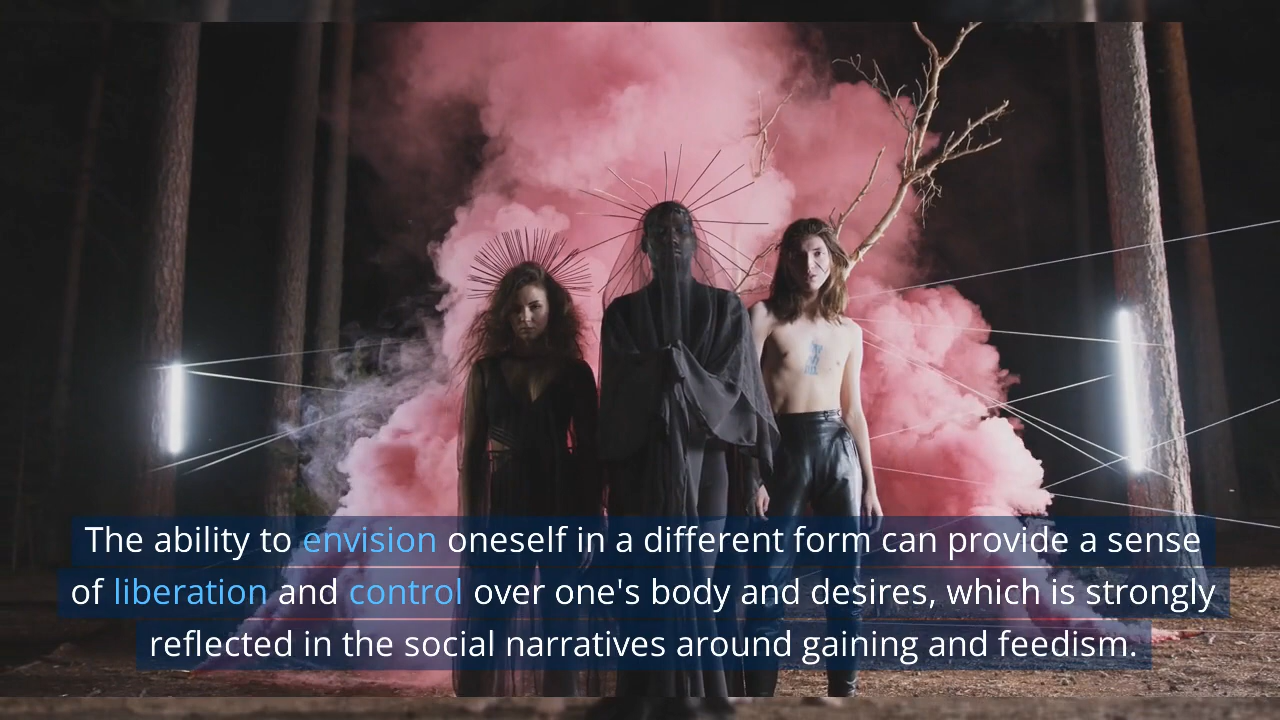 The ability to envision oneself in a different form can provide a sense
of liberation and control over one's body and desires, which is strongly
reflected in the social narratives around gaining and feedism.